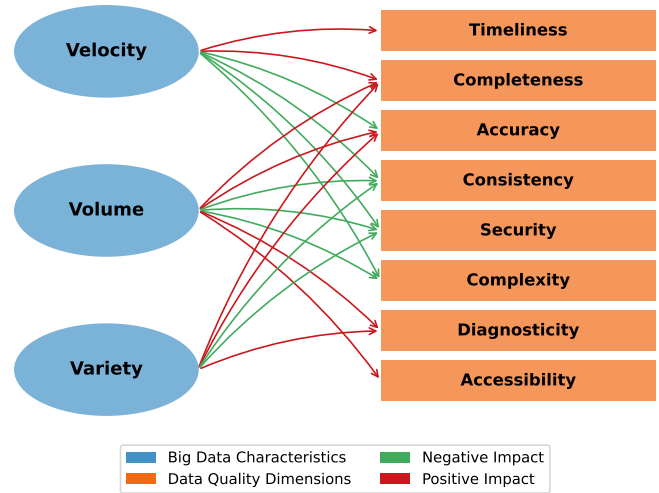 Velocity
Volume
Variety
Timeliness
Completeness
Accuracy
Consistency
Security
Complexity
Diagnosticity
Accessibility
Big Data Characteristics
Data Quality Dimensions
Negative Impact
Positive Impact